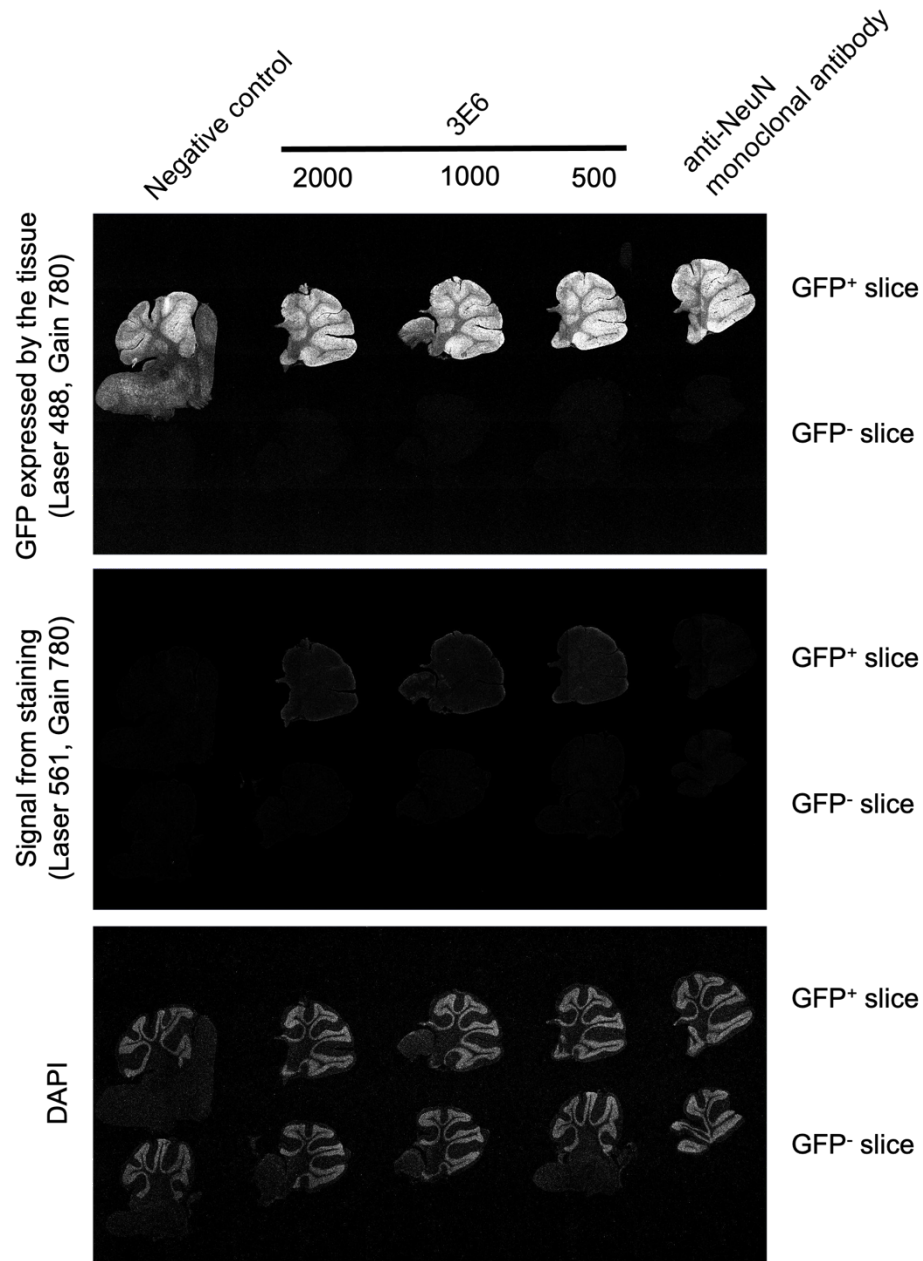 Negative control
3E6
anti-NeuN
monoclonal antibody
2000
1000
500
GFP expressed by the tissue
(Laser 488, Gain 780)
GFP⁺ slice
GFP⁻ slice
Signal from staining
(Laser 561, Gain 780)
GFP⁺ slice
GFP⁻ slice
DAPI
GFP⁺ slice
GFP⁻ slice